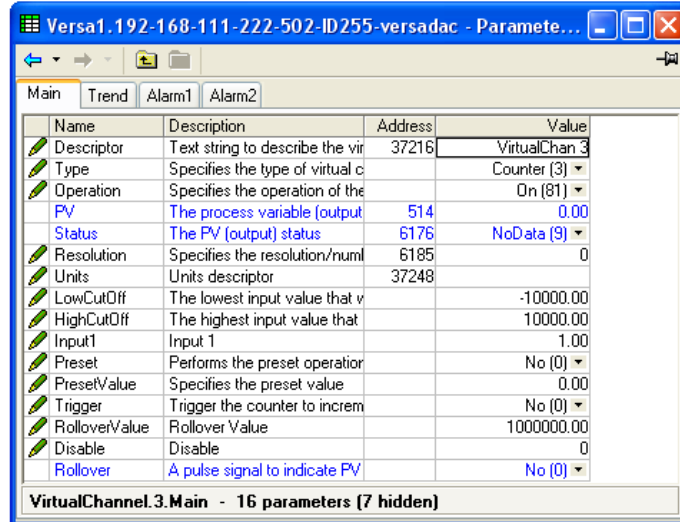 Versa1.192-168-111-222-502-ID255-versadac - Paramete...
Main Trend Alarm1 Alarm2
Name Description Address Value
Descriptor Text string to describe the vir 37216 VirtualChan 3
Type Specifies the type of virtual c Counter (3)
Operation Specifies the operation of the On (81)
PV The process variable (output 514 0.00
Status The PV (output) status 6176 NoData (9)
Resolution Specifies the resolution/numl 6185 0
Units Units descriptor 37248
LowCutOff The lowest input value that w -10000.00
HighCutOff The highest input value that 10000.00
Input1 Input 1 1.00
Preset Performs the preset operation No (0)
PresetValue Specifies the preset value 0.00
Trigger Trigger the counter to increm No (0)
RolloverValue Rollover Value 1000000.00
Disable Disable 0
Rollover A pulse signal to indicate PV No (0)
VirtualChannel.3.Main - 16 parameters (7 hidden)